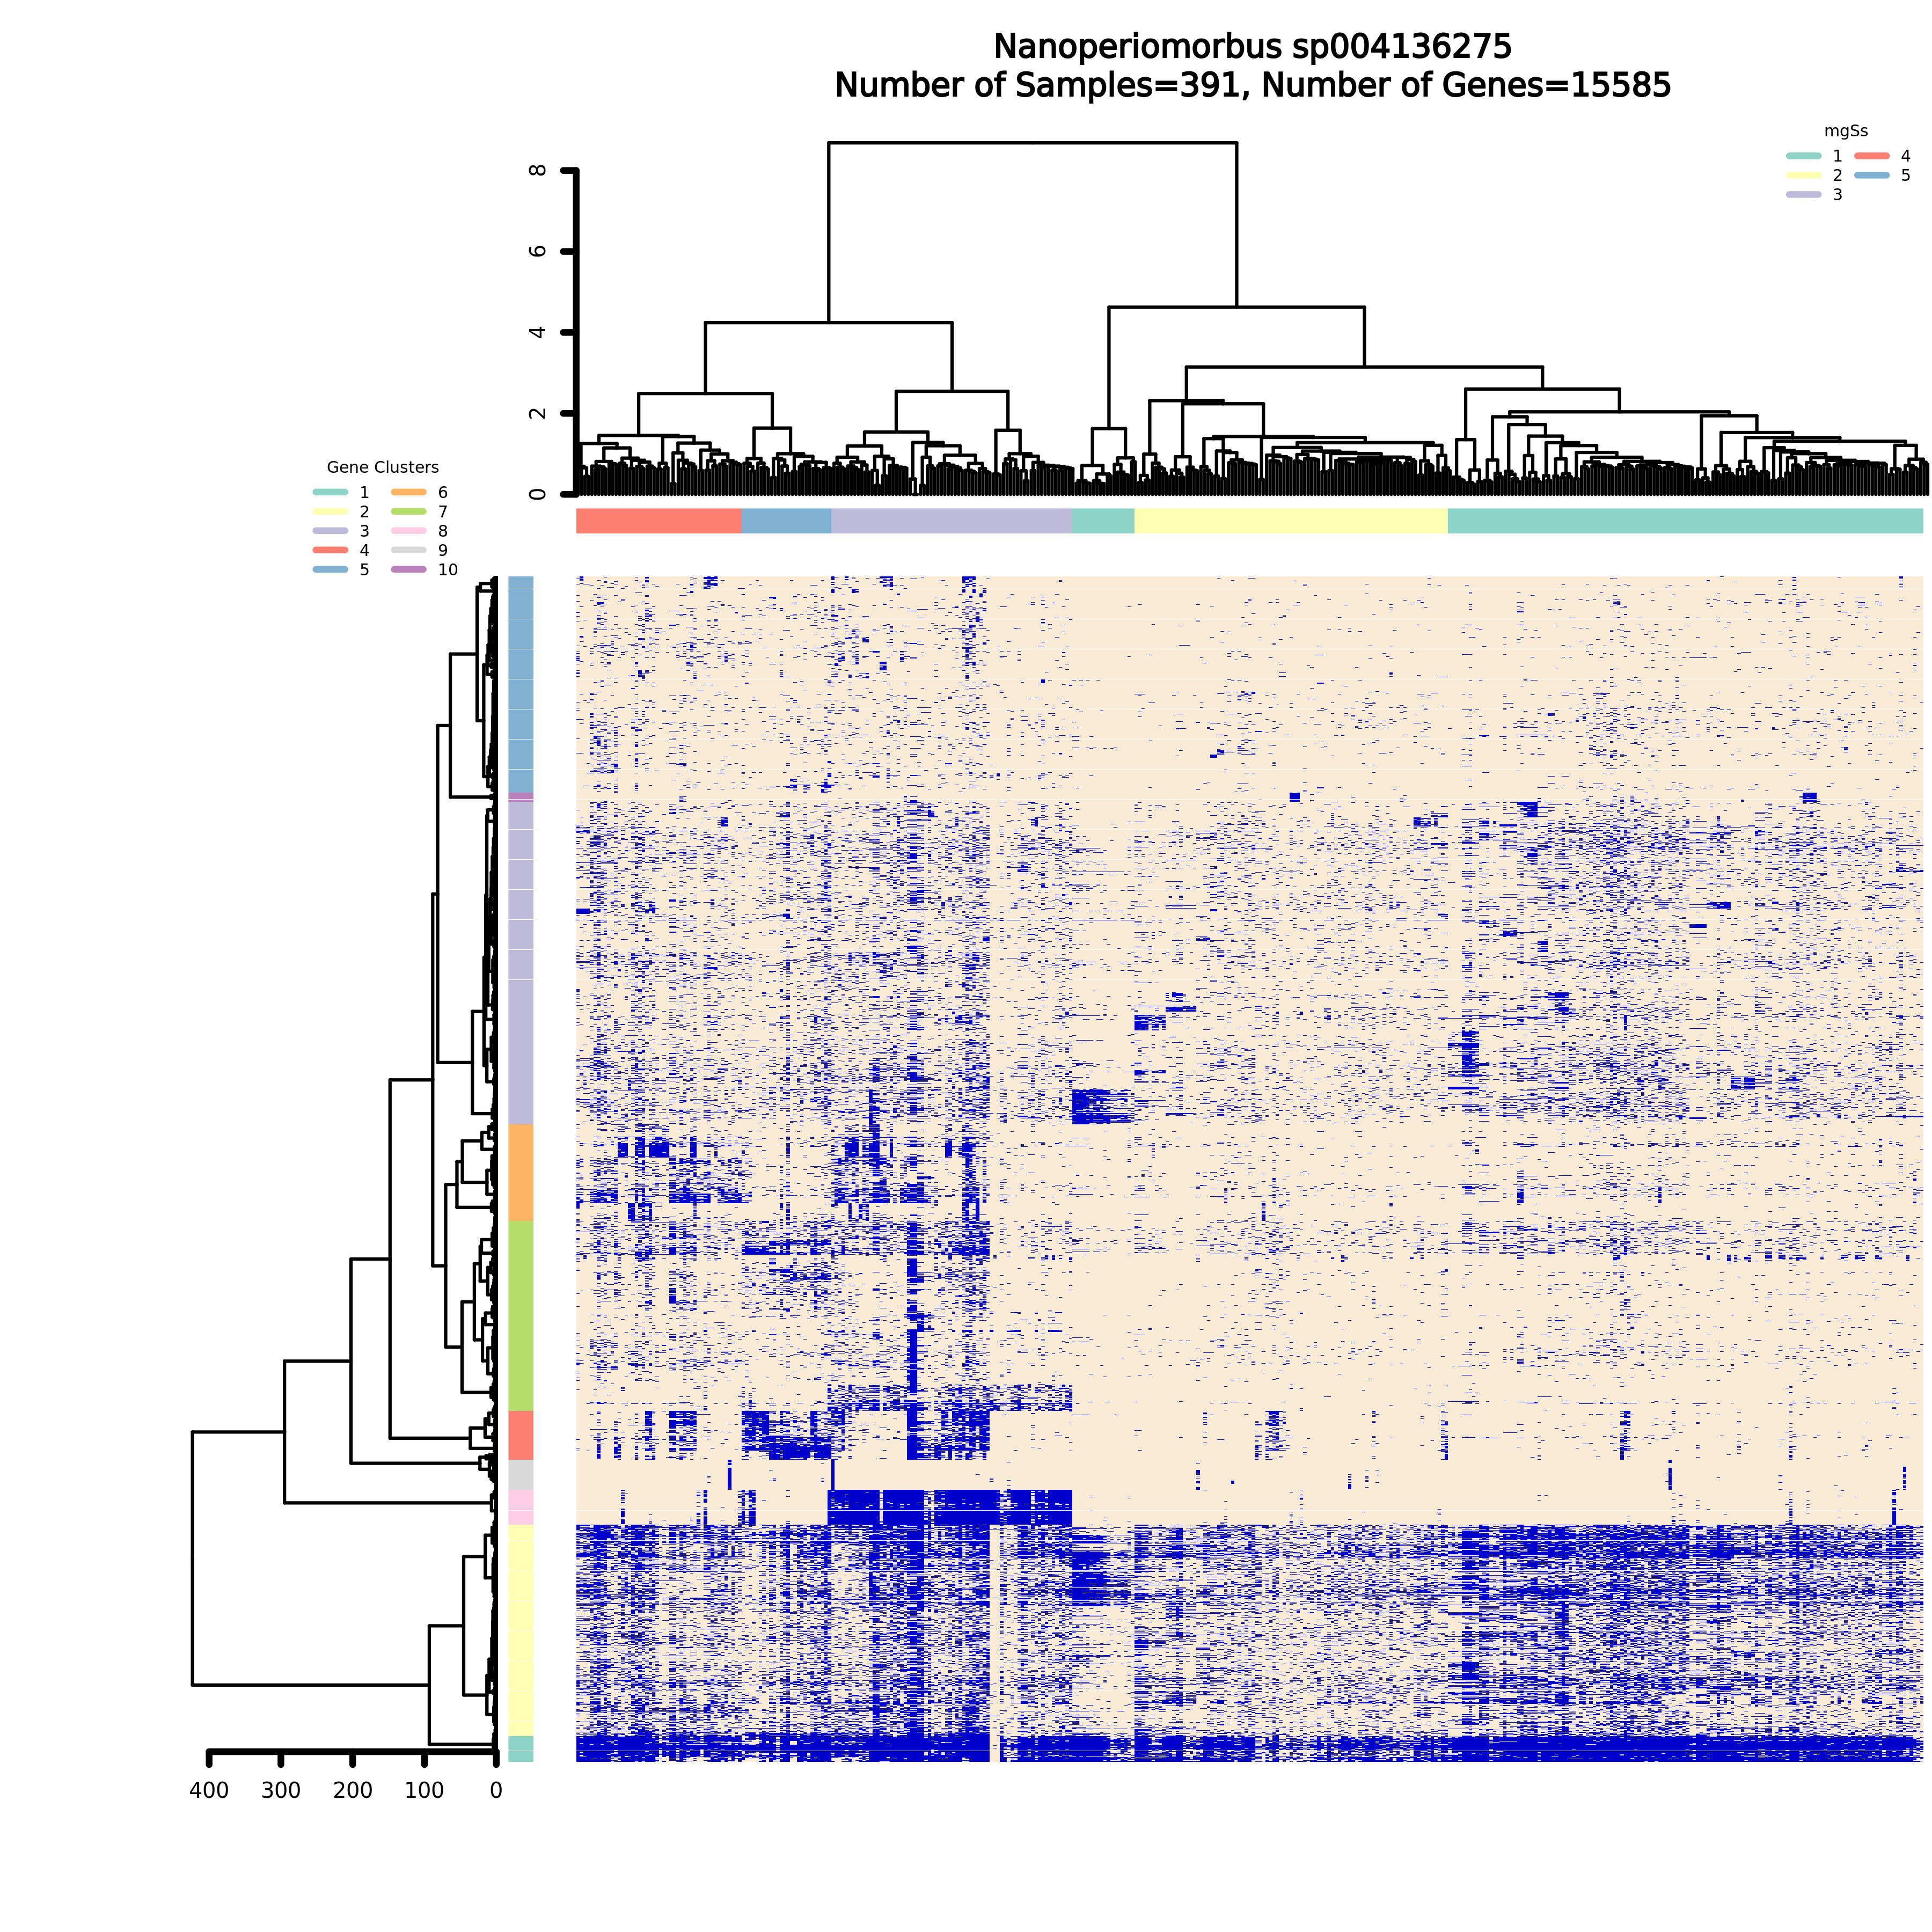 Nanoperiomorbus sp004136275
Number of Samples=391, Number of Genes=15585
mgSs
1 4
2 5
3
8
6
4
2
0
Gene Clusters
1 6
2 7
3 8
4 9
5 10
400 300 200 100 0